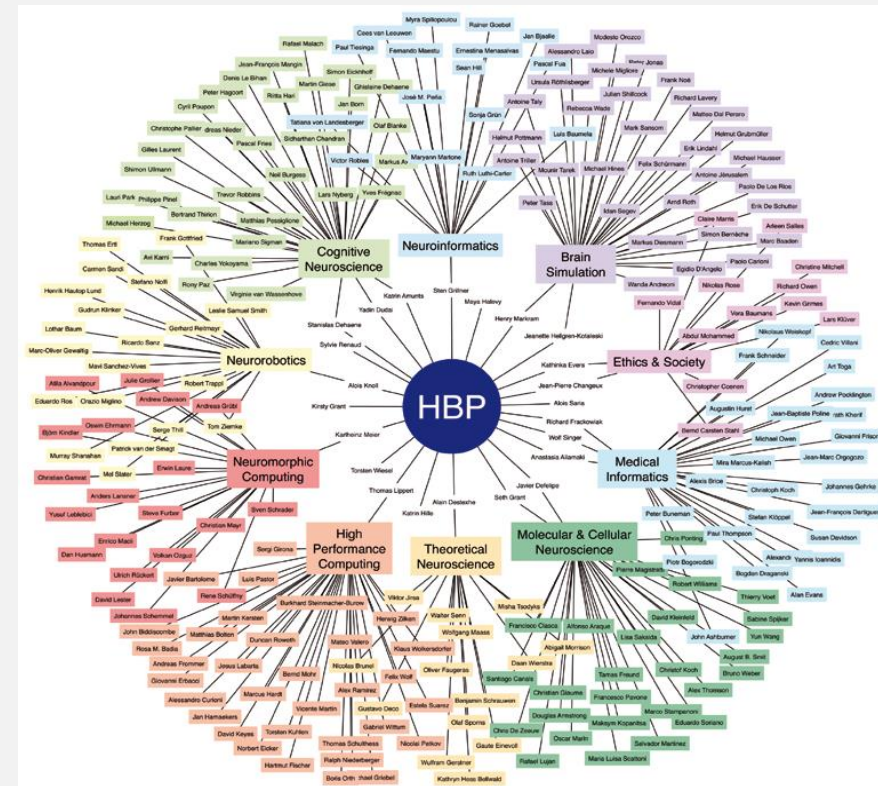 Myra Spiliopoulou
Rainer Goebel
Cees van Leeuwen
Jan Bjaalie
Modeste Orozco
Rafael Malach
Paul Tiesinga
Fernando Maestu
Ernestina Menasalvas
Alessandro Laio
Jean-François Mangin
Simon Eickhoff
Sean Hill
Pascal Fua
Michele Migliore
Denis Le Bihan
Martin Giese
Ghislaine Dehaene
Ursula Röthlisberger
Frank Noé
Peter Hagoort
Riitta Hari
Jan Born
José M. Peña
Antoine Taly
Julian Shillcock
Richard Lavery
Cyril Poupon
Tatiana von Landesberger
Olaf Blanke
Sonja Grün
Rebecca Wade
Matteo Dal Peraro
Christophe Pallier
Sidharthan Chandran
Luis Baumela
Mark Sansom
Helmut Grubmüller
Pascal Fries
Helmut Pottmann
Erik Lindahl
Gilles Laurent
Victor Robles
Maryann Martone
Antoine Triller
Mounir Tarek
Michael Hines
Felix Schürmann
Michael Hausser
Shimon Ullmann
Neil Burgess
Ruth Luthi-Carter
Antoine Jérusalem
Lauri Park
Philippe Pinel
Trevor Robbins
Lars Nyberg
Yves Frégnac
Peter Tass
Idan Segev
Arnd Roth
Paolo De Los Rios
Bertrand Thirion
Matthias Pessiglione
Erik De Schutter
Michael Herzog
Claire Marris
Arleen Salles
Thomas Ertl
Frank Gottfried
Mariano Sigman
Cognitive
Neuroscience
Neuroinformatics
Brain
Simulation
Markus Diesmann
Simon Bernèche
Marc Boaden
Avi Karni
Charles Yokoyama
Egidio D'Angelo
Paolo Carloni
Carmen Sandi
Stefano Nolfi
Rony Paz
Katrin Amunts
Sten Grillner
Wanda Andreoni
Nikolas Rose
Christine Mitchell
Henrik Hautop Lund
Virginie van Wassenhove
Yadin Dudai
Maya Halevy
Fernando Vidal
Richard Owen
Gudrun Klinker
Leslie Samuel Smith
Stanislas Dehaene
Henry Markram
Vera Baumans
Kevin Grimes
Lothar Baum
Gerhard Reitmayr
Sylvie Renaud
Jeanette Hellgren-Kotaleski
Abdul Mohammed
Lars Klüver
Ricardo Sanz
Nikolaus Weiskopf
Marc-Oliver Gewaltig
Neurorobotics
Kathinka Evers
Ethics & Society
Frank Schneider
Cedric Villani
Mavi Sanchez-Vives
Art Toga
Atila Alvandpour
Julie Grollier
Robert Trappl
Alois Knoll
Jean-Pierre Changeux
Christopher Coenen
Eduardo Ros
Orazio Miglino
Andrew Davison
Andreas Grübl
Kirsty Grant
HBP
Alois Saria
Augustin Hurst
Andrew Pocklington
Oswin Ehrmann
Tom Ziemke
Richard Frackowiak
Jean-Baptiste Poline
rath Kherif
Björn Kindler
Serge Thill
Karlheinz Meier
Wolf Singer
Bernd Carsten Stahl
Giovanni Frisoni
Murray Shanahan
Patrick van der Smagt
Michael Owen
Jean-Marc Orgogozo
Neuromorphic
Computing
Erwin Laure
Anastasia Ailamaki
Medical
Informatics
Mira Marcus-Kalish
Christian Gamrat
Mel Slater
Torsten Wiesel
Alexis Brice
Johannes Gehrke
Anders Lansner
Thomas Lippert
Javier Defelipe
Christoph Koch
Yusuf Leblebici
Steve Furber
Sven Schrader
Katrin Hille
Alain Destexhe
Seth Grant
Peter Buneman
Stefan Klöppel
Jean-François Dartigues
Enrico Macii
Christian Mayr
High
Performance
Computing
Theoretical
Neuroscience
Molecular & Cellular
Neuroscience
Chris Ponting
Paul Thompson
Susan Davidson
Dan Husmann
Volkan Ozguz
Sergi Girona
Piotr Bogorodzki
Yannis Ioannidis
Ulrich Rückert
Javier Bartolome
Luis Pastor
Pierre Magistretti
Bogdan Draganski
David Lester
Rene Schüffny
Viktor Jirsa
Misha Tsodyks
Robert Williams
Alan Evans
Johannes Schemmel
Burkhard Steinmacher-Burow
Walter Senn
Thierry Voet
Martin Kersten
Herwig Zilken
Francisco Clasca
Alfonso Araque
David Kleinfeld
Sabine Spijker
John Biddiscombe
Matthias Bolten
Duncan Roweth
Mateo Valero
Wolfgang Maass
Lisa Saksida
John Ashburner
Yun Wang
Rosa M. Badia
Klaus Wolkersdorfer
Abigail Morrison
August B. Smit
Andreas Frommer
Jesus Labarta
Nicolas Brunel
Daan Wierstra
Christof Koch
Bruno Weber
Giovanni Erbacci
Bernd Mohr
Felix Wolf
Oliver Faugeras
Santiago Canals
Tamas Freund
Alex Thomson
Alessandro Curioni
Marcus Hardt
Alex Ramirez
Christian Giaume
Francesco Pavone
Jan Hamaekers
Vicente Martin
Gustavo Deco
Estela Suarez
Benjamin Schrauwen
Douglas Armstrong
Marco Stampanoni
David Keyes
Torsten Kuhlen
Gabriel Wittum
Olaf Sporns
Chris De Zeeuw
Maksym Kopanitsa
Eduardo Soriano
Norbert Eicker
Thomas Schulthess
Nicolai Petkov
Gaute Einevoll
Oscar Marin
Salvador Martinez
Hartmut Fischer
Ralph Niederberger
Wulfram Gerstner
Rafael Lujan
Maria Luisa Scattoni
Boris Orth
Kathryn Hess Bellwald